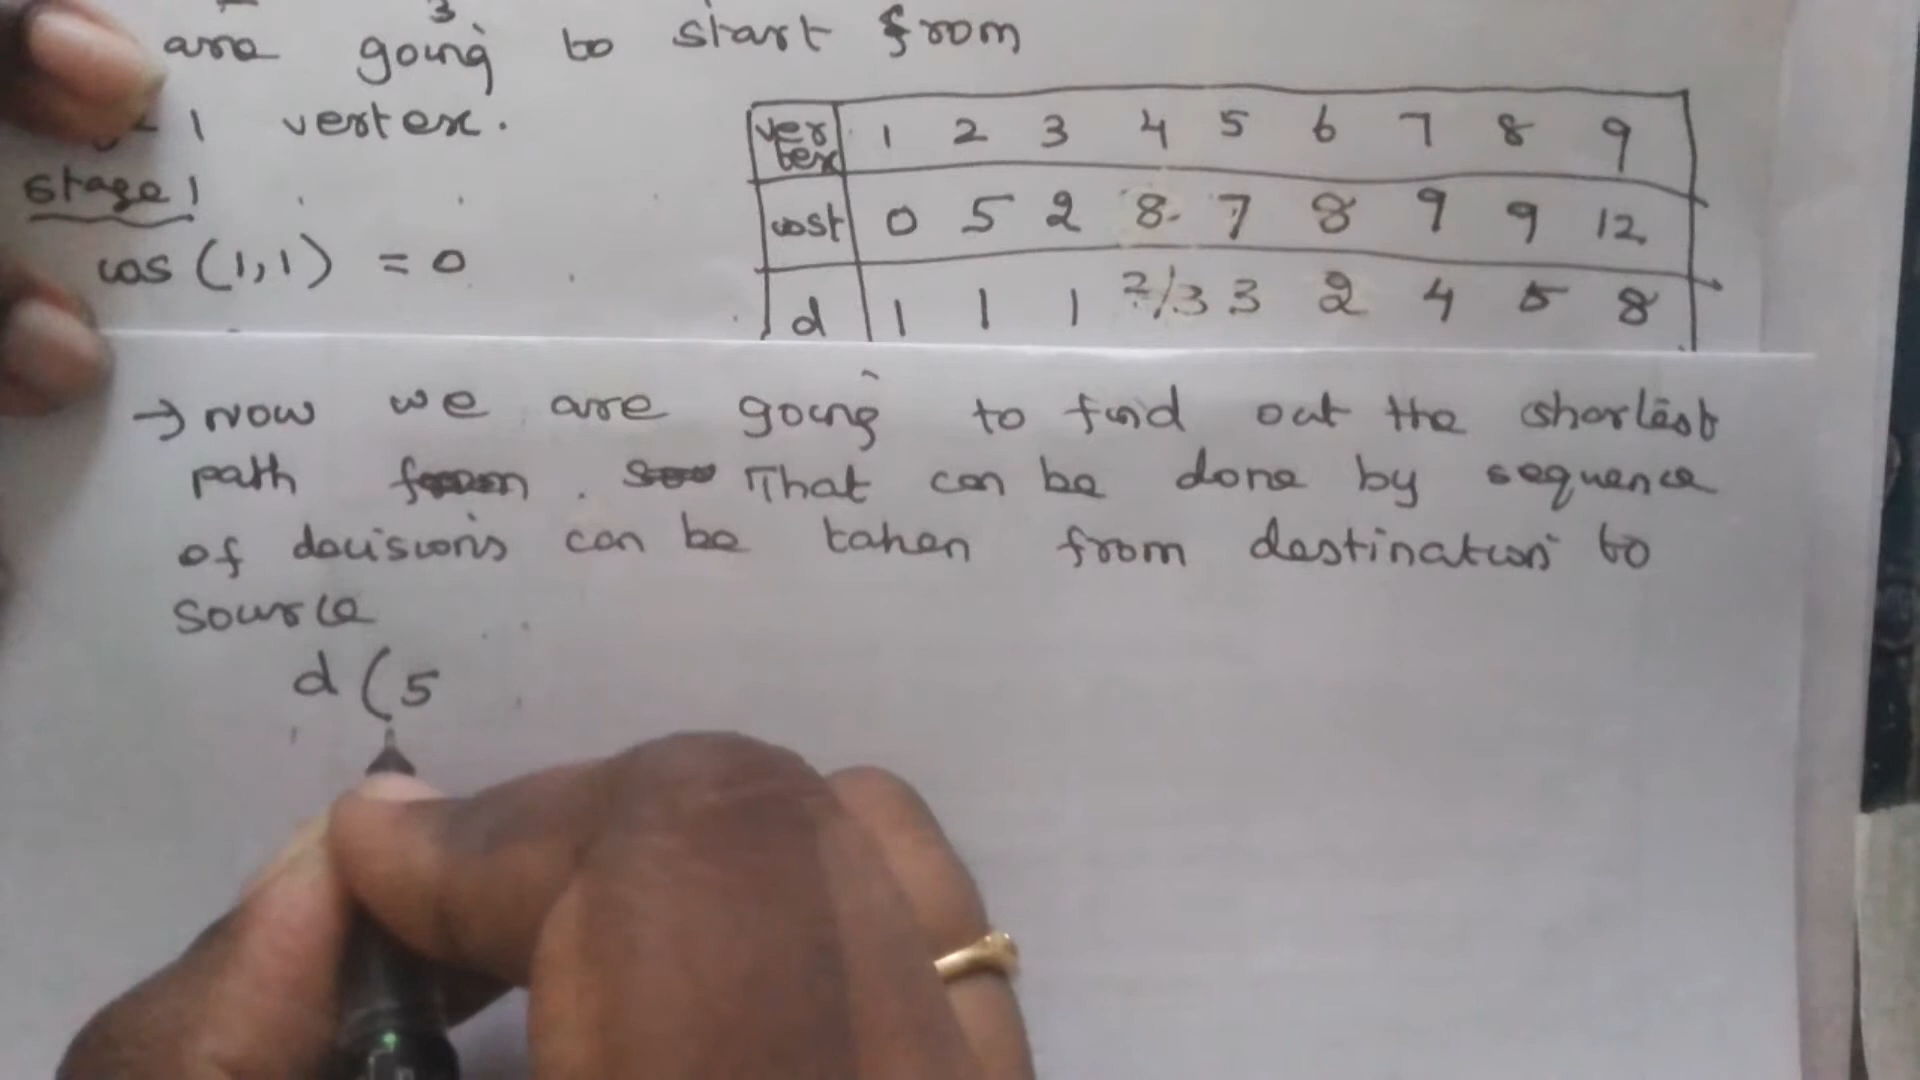 are going to start from
1 vertex.
stage 1
cos (1,1) = 0
vertex 1 2 3 4 5 6 7 8 9
cost 0 5 2 8 7 8 9 9 12
d 1 1 1 2/3 3 2 4 5 8
→ now we are going to find out the shortest
path from . That can be done by sequence
of decisions can be taken from destination to
source
d (5